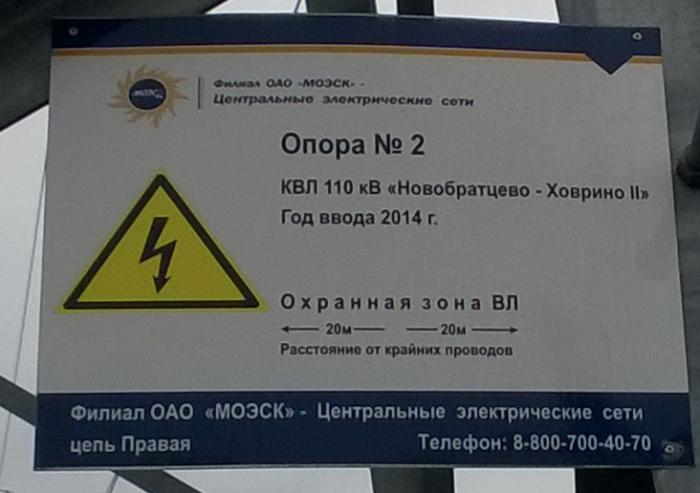 МОЭСК
Филиал ОАО «МОЭСК» -
Центральные электрические сети
Опора № 2
КВЛ 110 кВ «Новобратцево - Ховрино II»
Год ввода 2014 г.
Охранная зона ВЛ
20м 20м
Расстояние от крайних проводов
Филиал ОАО «МОЭСК» - Центральные электрические сети
цепь Правая Телефон: 8-800-700-40-70